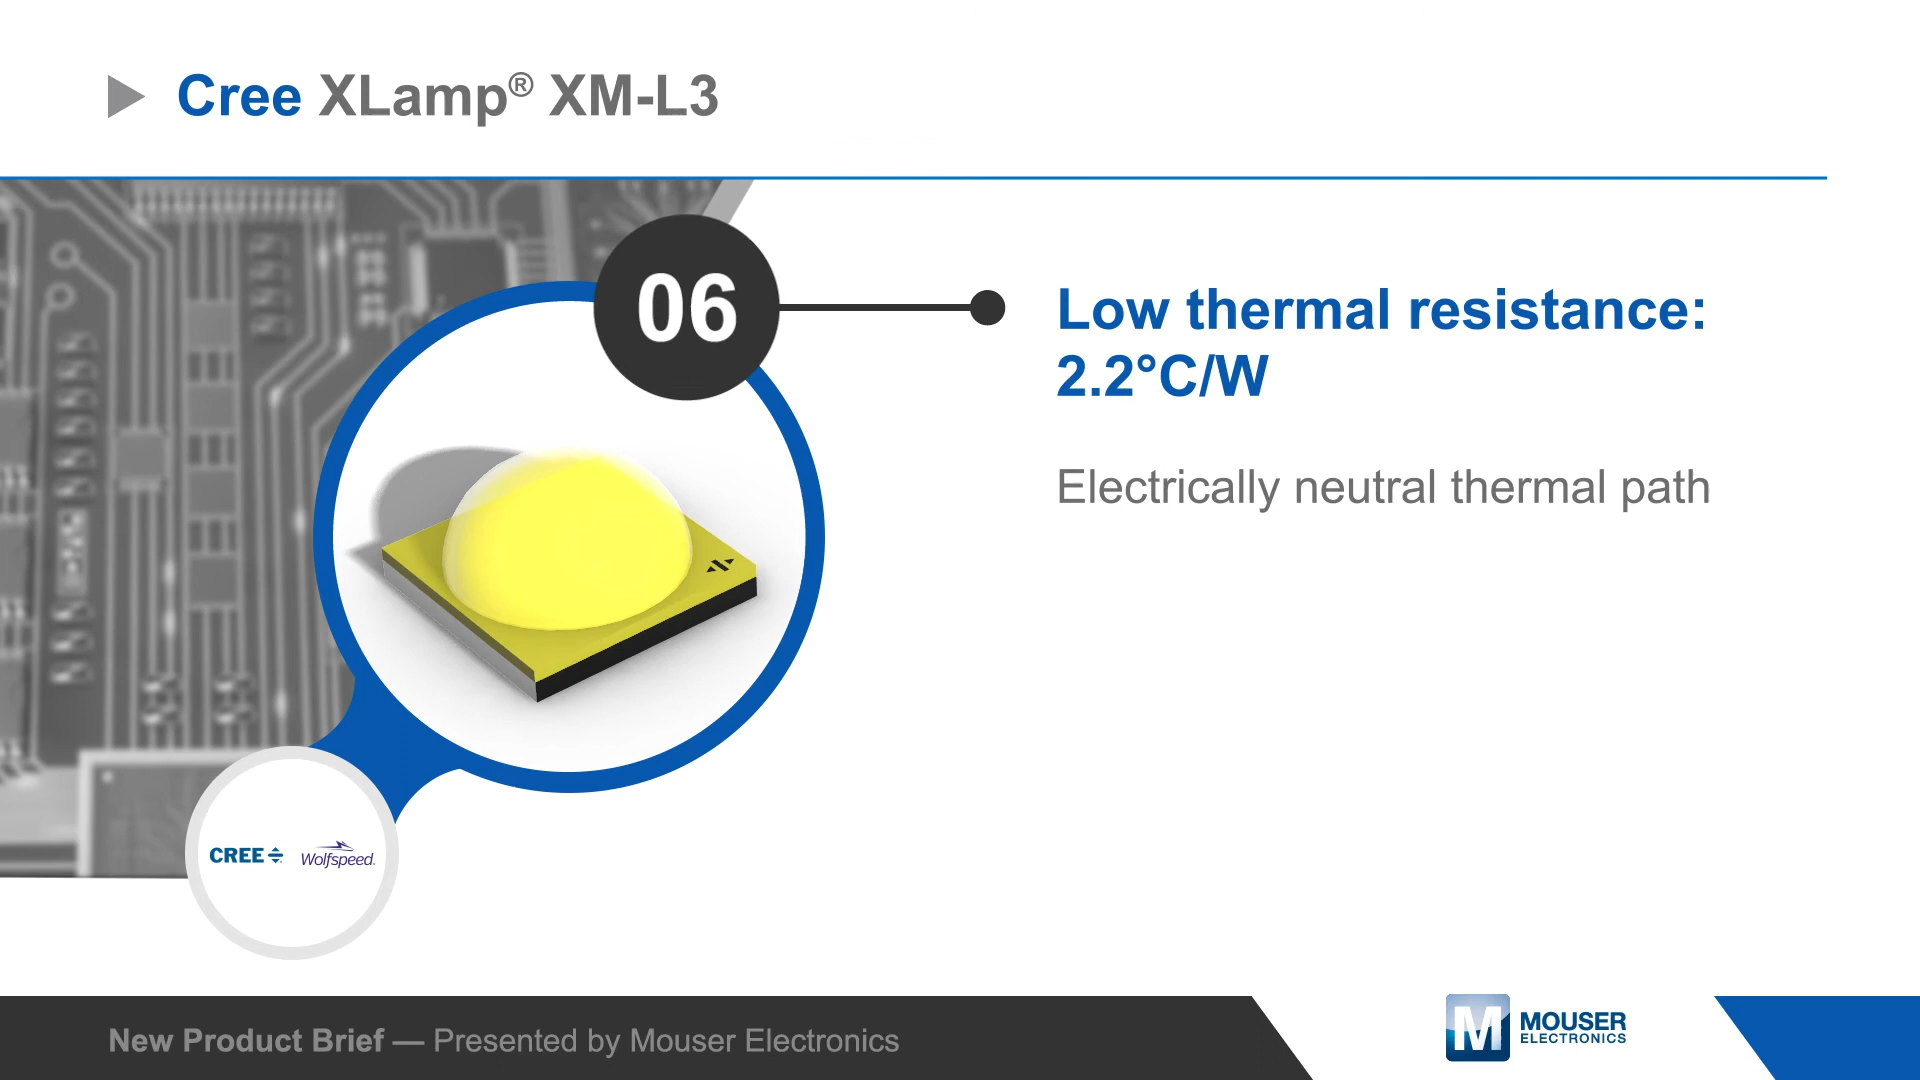 Cree XLamp® XM-L3
06
Low thermal resistance:
2.2°C/W
Electrically neutral thermal path
CREE Wolfspeed.
New Product Brief — Presented by Mouser Electronics
M
MOUSER
ELECTRONICS